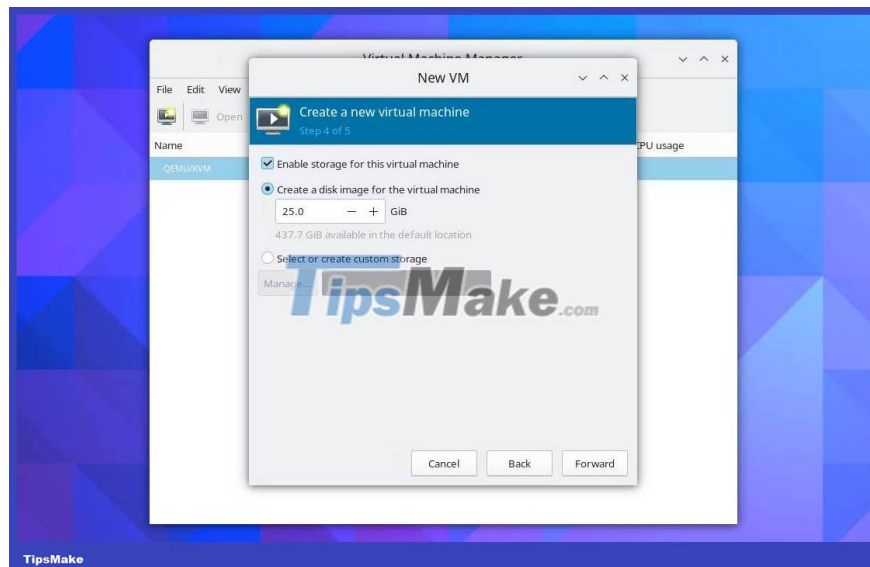 Virtual Machine Manager
New VM
File Edit View
Open
Create a new virtual machine
Step 4 of 5
Name
CPU usage
QEMU/KVM
Enable storage for this virtual machine
Create a disk image for the virtual machine
25.0 − + GiB
437.7 GiB available in the default location
Select or create custom storage
Manage...
TipsMake.com
Cancel Back Forward
TipsMake